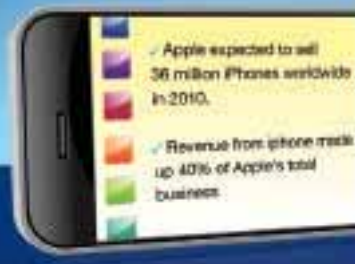 ✓ Apple expected to sell
36 million iPhones worldwide
in 2010.
✓ Revenue from iphone made
up 40% of Apple's total
business